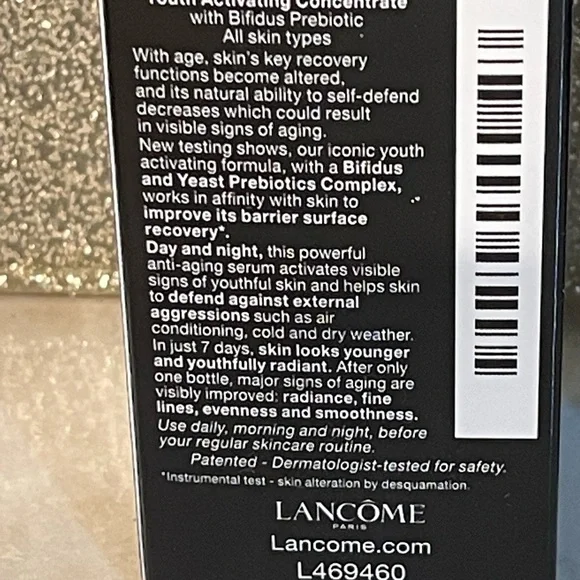 Youth Activating Concentrate
with Bifidus Prebiotic
All skin types
With age, skin's key recovery
functions become altered,
and its natural ability to self-defend
decreases which could result
in visible signs of aging.
New testing shows, our iconic youth
activating formula, with a Bifidus
and Yeast Prebiotics Complex,
works in affinity with skin to
improve its barrier surface
recovery*.
Day and night, this powerful
anti-aging serum activates visible
signs of youthful skin and helps skin
to defend against external
aggressions such as air
conditioning, cold and dry weather.
In just 7 days, skin looks younger
and youthfully radiant. After only
one bottle, major signs of aging are
visibly improved: radiance, fine
lines, evenness and smoothness.
Use daily, morning and night, before
your regular skincare routine.
Patented - Dermatologist-tested for safety.
*Instrumental test - skin alteration by desquamation.
LANCÔME
PARIS
Lancome.com
L469460